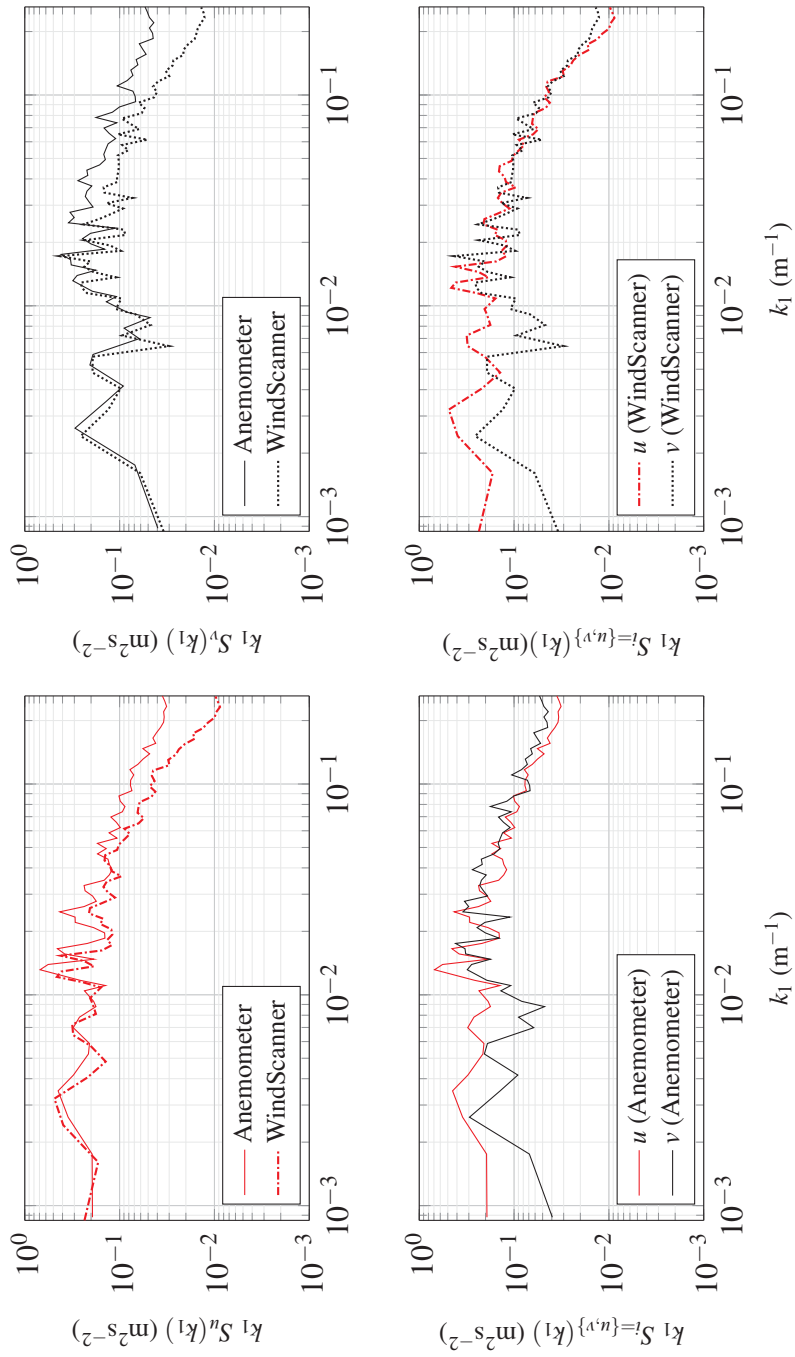 10⁰
10⁻¹
10⁻²
10⁻³
k₁ Sᵤ(k₁) (m²s⁻²)
Anemometer
WindScanner
10⁻³
10⁻²
10⁻¹
10⁰
10⁻¹
10⁻²
10⁻³
k₁ Sᵥ(k₁) (m²s⁻²)
Anemometer
WindScanner
10⁻³
10⁻²
10⁻¹
10⁰
10⁻¹
10⁻²
10⁻³
k₁ S_{i={u,v}}(k₁) (m²s⁻²)
u (Anemometer)
v (Anemometer)
10⁻³
10⁻²
10⁻¹
k₁ (m⁻¹)
10⁰
10⁻¹
10⁻²
10⁻³
k₁ S_{i={u,v}}(k₁)(m²s⁻²)
u (WindScanner)
v (WindScanner)
10⁻³
10⁻²
10⁻¹
k₁ (m⁻¹)